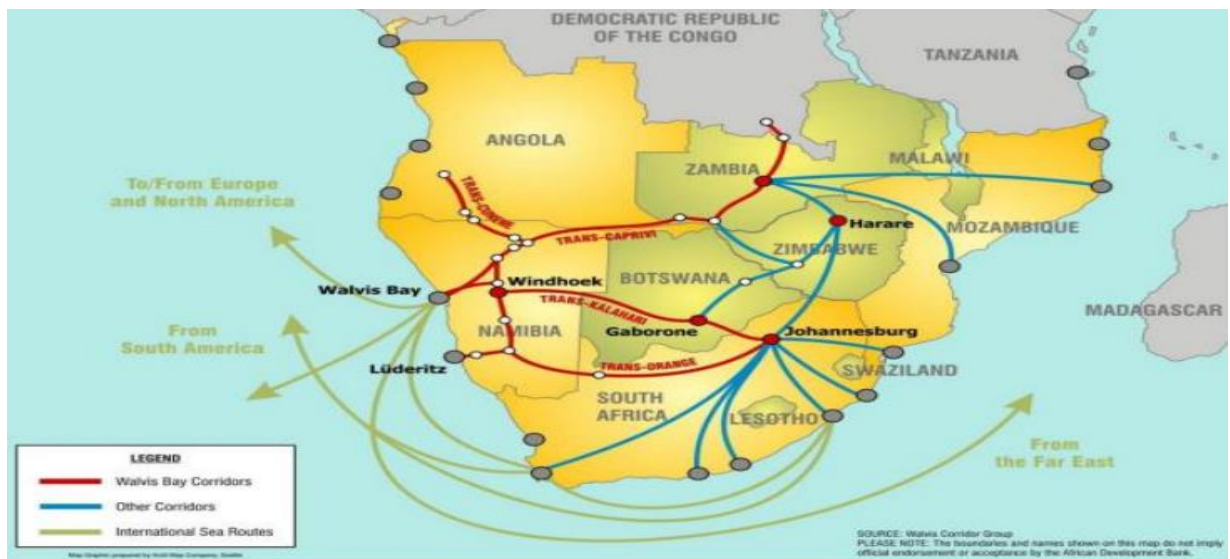 DEMOCRATIC REPUBLIC
OF THE CONGO
TANZANIA
ANGOLA
ZAMBIA
MALAWI
To/From Europe
and North America
TRANS-CUNENE
TRANS-CAPRIVI
Harare
MOZAMBIQUE
ZIMBABWE
BOTSWANA
Walvis Bay
Windhoek
TRANS-KALAHARI
MADAGASCAR
From
South America
NAMIBIA
Gaborone
Johannesburg
Lüderitz
TRANS-ORANGE
SWAZILAND
SOUTH
AFRICA
LESOTHO
From
the Far East
LEGEND
Walvis Bay Corridors
Other Corridors
International Sea Routes
SOURCE: Walvis Corridor Group
PLEASE NOTE: The boundaries and names shown on this map do not imply
official endorsement or acceptance by the African Development Bank.